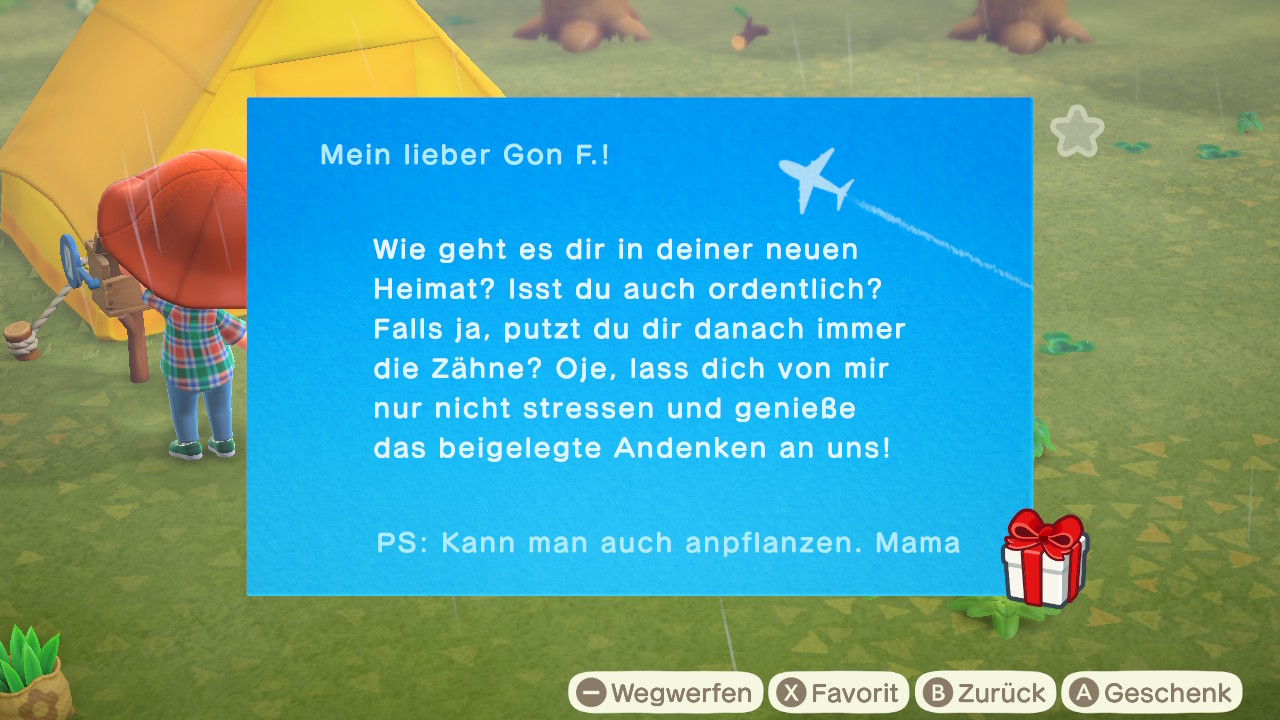 Mein lieber Gon F.!
Wie geht es dir in deiner neuen
Heimat? Isst du auch ordentlich?
Falls ja, putzt du dir danach immer
die Zähne? Oje, lass dich von mir
nur nicht stressen und genieße
das beigelegte Andenken an uns!
PS: Kann man auch anpflanzen. Mama
- Wegwerfen X Favorit B Zurück A Geschenk